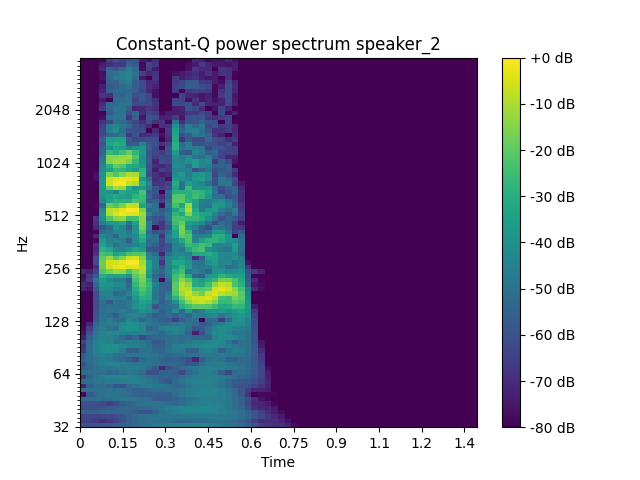 Constant-Q power spectrum speaker_2
Hz
2048
1024
512
256
128
64
32
0 0.15 0.3 0.45 0.6 0.75 0.9 1.1 1.2 1.4
Time
+0 dB
-10 dB
-20 dB
-30 dB
-40 dB
-50 dB
-60 dB
-70 dB
-80 dB